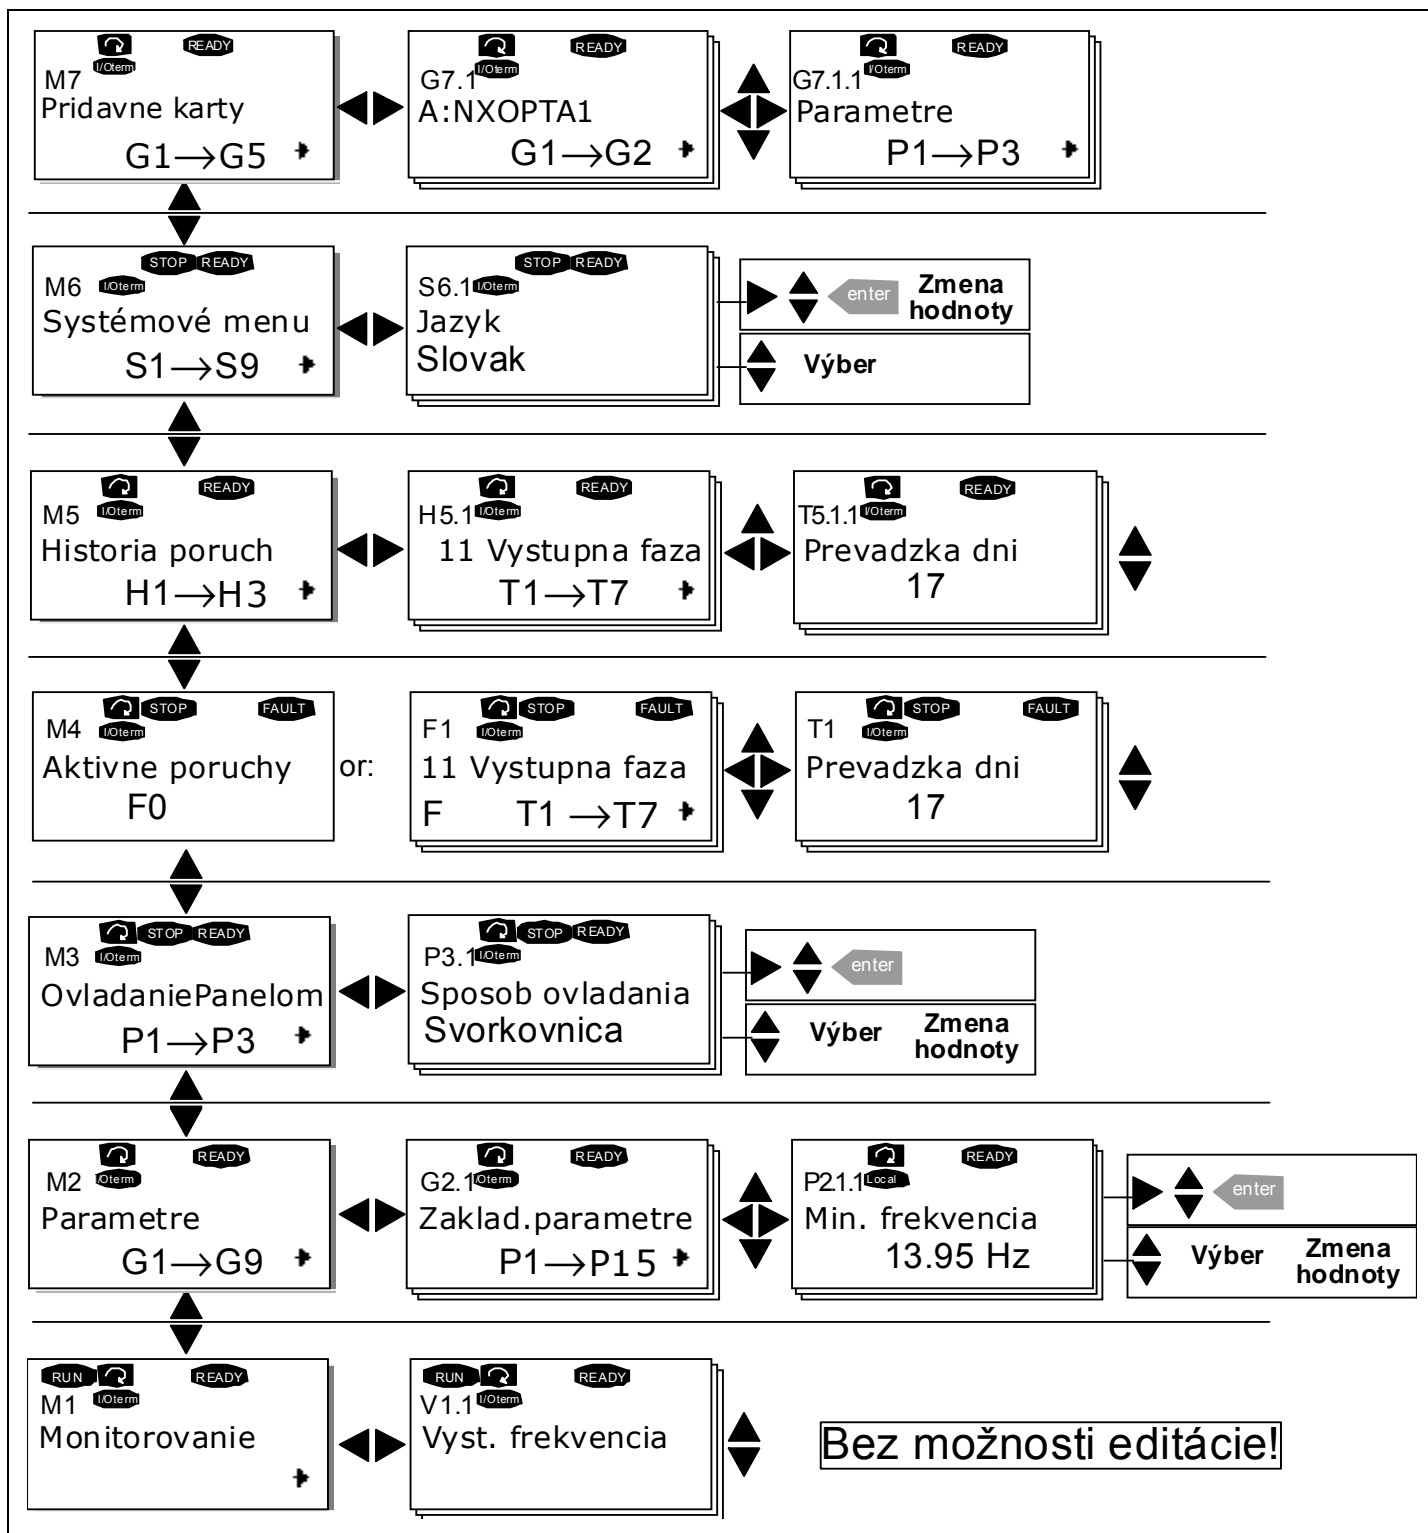 READY
I/Oterm
M7
Pridavne karty
G1→G5
READY
I/Oterm
G7.1
A:NXOPTA1
G1→G2
READY
I/Oterm
G7.1.1
Parametre
P1→P3
STOP READY
M6 I/Oterm
Systémové menu
S1→S9
STOP READY
S6.1 I/Oterm
Jazyk
Slovak
enter
Zmena
hodnoty
Výber
READY
I/Oterm
M5
Historia poruch
H1→H3
READY
I/Oterm
H5.1
11 Vystupna faza
T1→T7
READY
I/Oterm
T5.1.1
Prevadzka dni
17
STOP FAULT
M4 I/Oterm
Aktivne poruchy
F0
or:
STOP FAULT
F1 I/Oterm
11 Vystupna faza
F T1→T7
STOP FAULT
T1 I/Oterm
Prevadzka dni
17
STOP READY
M3 I/Oterm
OvladaniePanelom
P1→P3
STOP READY
P3.1 I/Oterm
Sposob ovladania
Svorkovnica
enter
Výber
Zmena
hodnoty
READY
M2 I/Oterm
Parametre
G1→G9
READY
G2.1 I/Oterm
Zaklad.parametre
P1→P15
READY
P2.1.1 Local
Min. frekvencia
13.95 Hz
enter
Výber
Zmena
hodnoty
RUN READY
M1 I/Oterm
Monitorovanie
RUN READY
V1.1 I/Oterm
Vyst. frekvencia
Bez možnosti editácie!